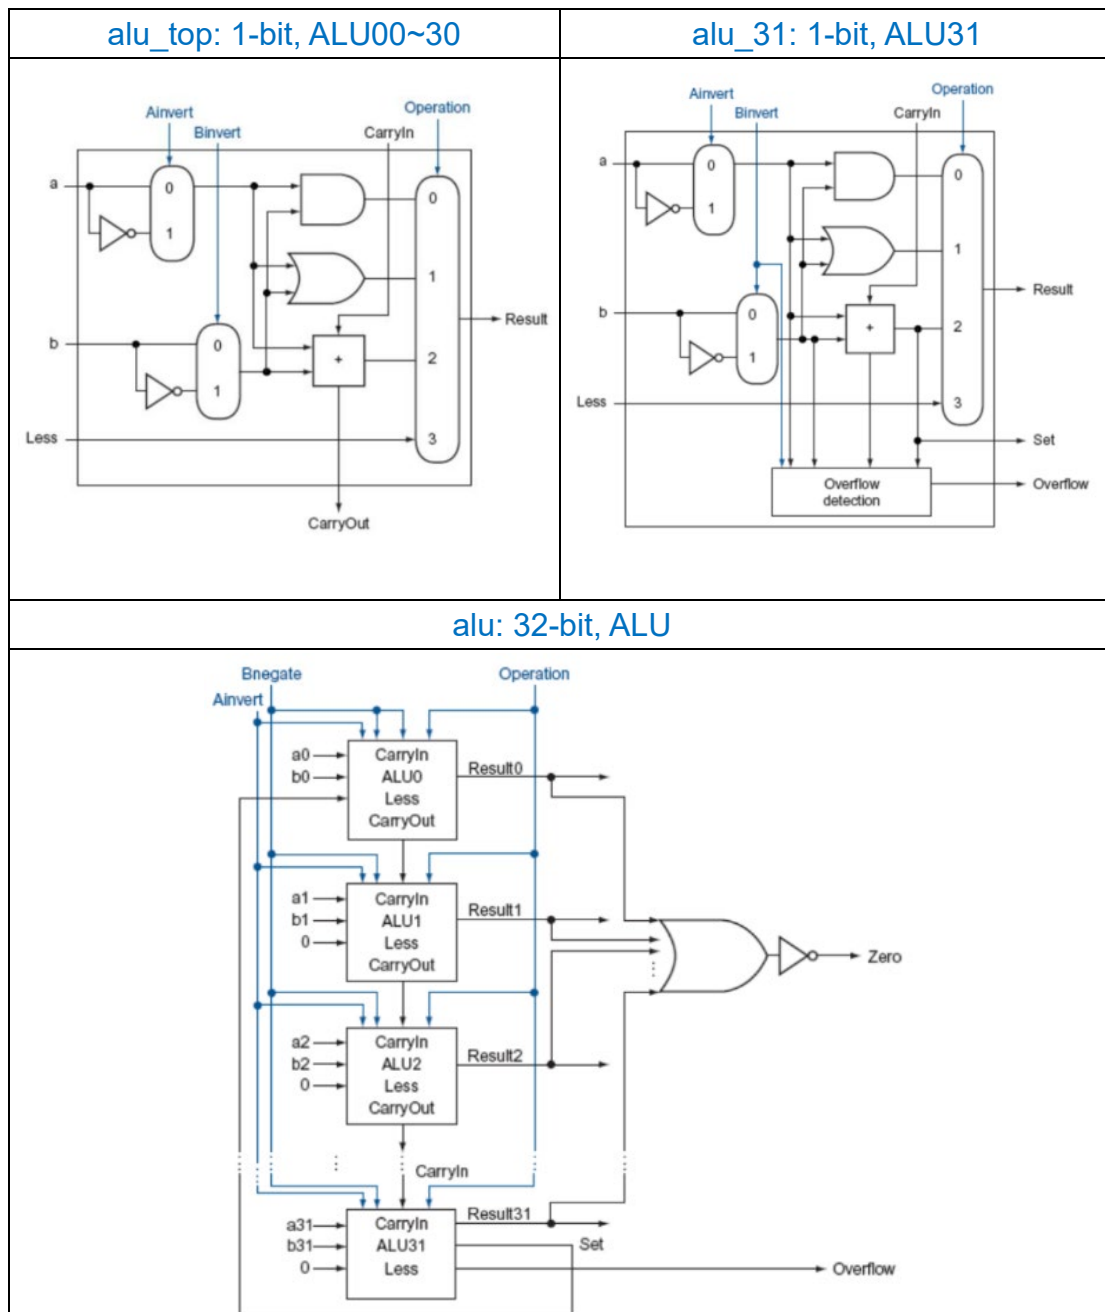 alu_top: 1-bit, ALU00~30
alu_31: 1-bit, ALU31
Ainvert
Binvert
Operation
CarryIn
a
0
1
0
1
Result
b
0
1
+
2
Less
3
CarryOut
Ainvert
Binvert
Operation
CarryIn
a
0
1
0
1
Result
b
0
1
+
2
Less
3
Set
Overflow
detection
Overflow
alu: 32-bit, ALU
Bnegate
Ainvert
Operation
a0
b0
CarryIn
ALU0
Less
CarryOut
Result0
a1
b1
0
CarryIn
ALU1
Less
CarryOut
Result1
Zero
a2
b2
0
CarryIn
ALU2
Less
CarryOut
Result2
CarryIn
a31
b31
0
CarryIn
ALU31
Less
Result31
Set
Overflow